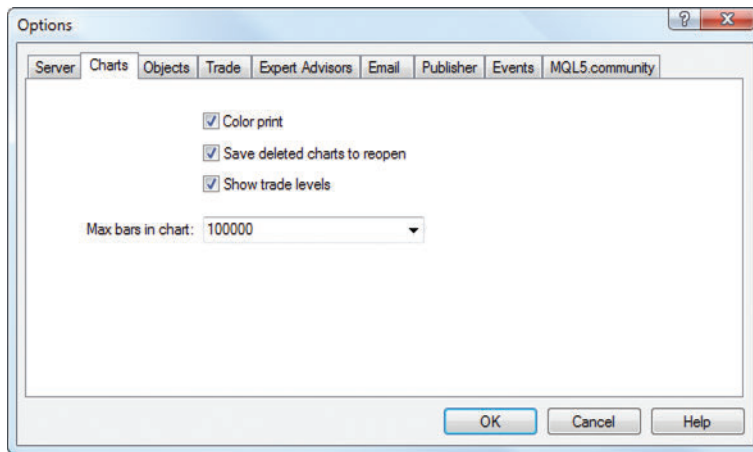 Options
Server Charts Objects Trade Expert Advisors Email Publisher Events MQL5.community
Color print
Save deleted charts to reopen
Show trade levels
Max bars in chart: 100000
OK Cancel Help